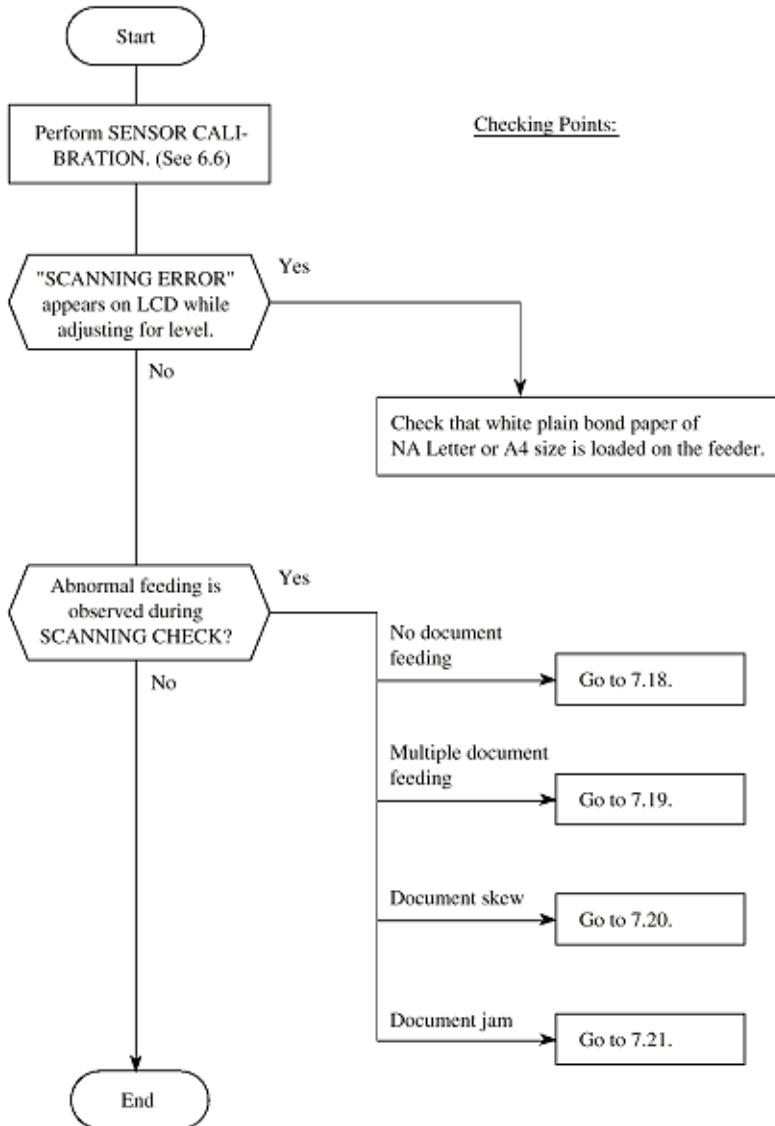 Start
Perform SENSOR CALI-
BRATION. (See 6.6)
Checking Points:
"SCANNING ERROR"
appears on LCD while
adjusting for level.
Yes
No
Check that white plain bond paper of
NA Letter or A4 size is loaded on the feeder.
Abnormal feeding is
observed during
SCANNING CHECK?
Yes
No
No document
feeding
Go to 7.18.
Multiple document
feeding
Go to 7.19.
Document skew
Go to 7.20.
Document jam
Go to 7.21.
End